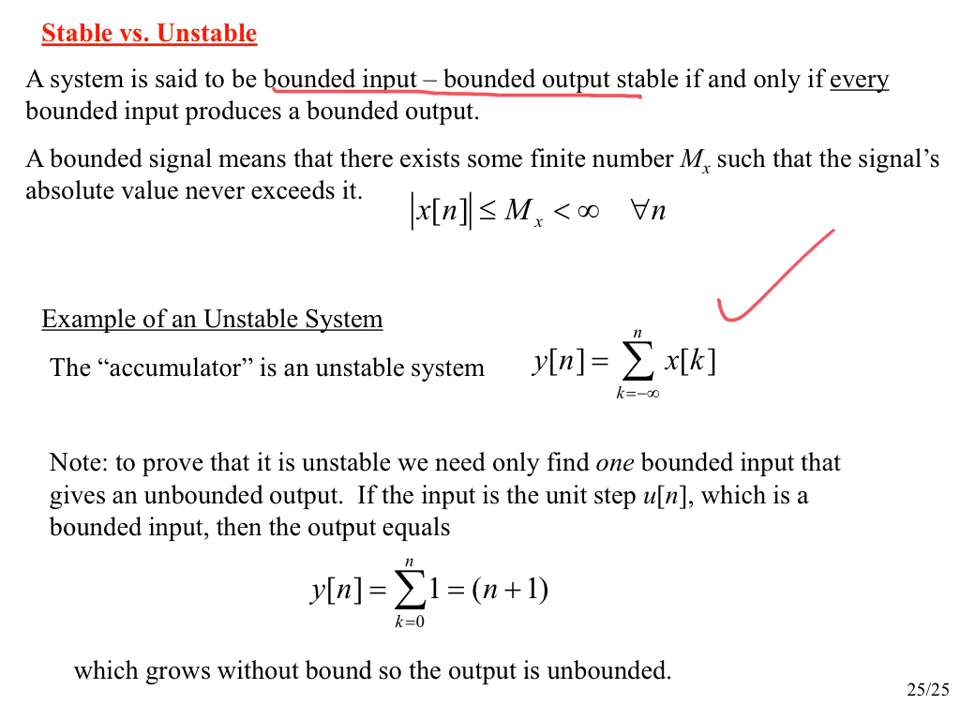 Stable vs. Unstable
A system is said to be bounded input – bounded output stable if and only if every
bounded input produces a bounded output.
A bounded signal means that there exists some finite number Mₓ such that the signal’s
absolute value never exceeds it.
|x[n]| ≤ Mₓ < ∞ ∀n
Example of an Unstable System
The “accumulator” is an unstable system
y[n] = ∑_{k=−∞}^{n} x[k]
Note: to prove that it is unstable we need only find one bounded input that
gives an unbounded output. If the input is the unit step u[n], which is a
bounded input, then the output equals
y[n] = ∑_{k=0}^{n} 1 = (n + 1)
which grows without bound so the output is unbounded.
25/25